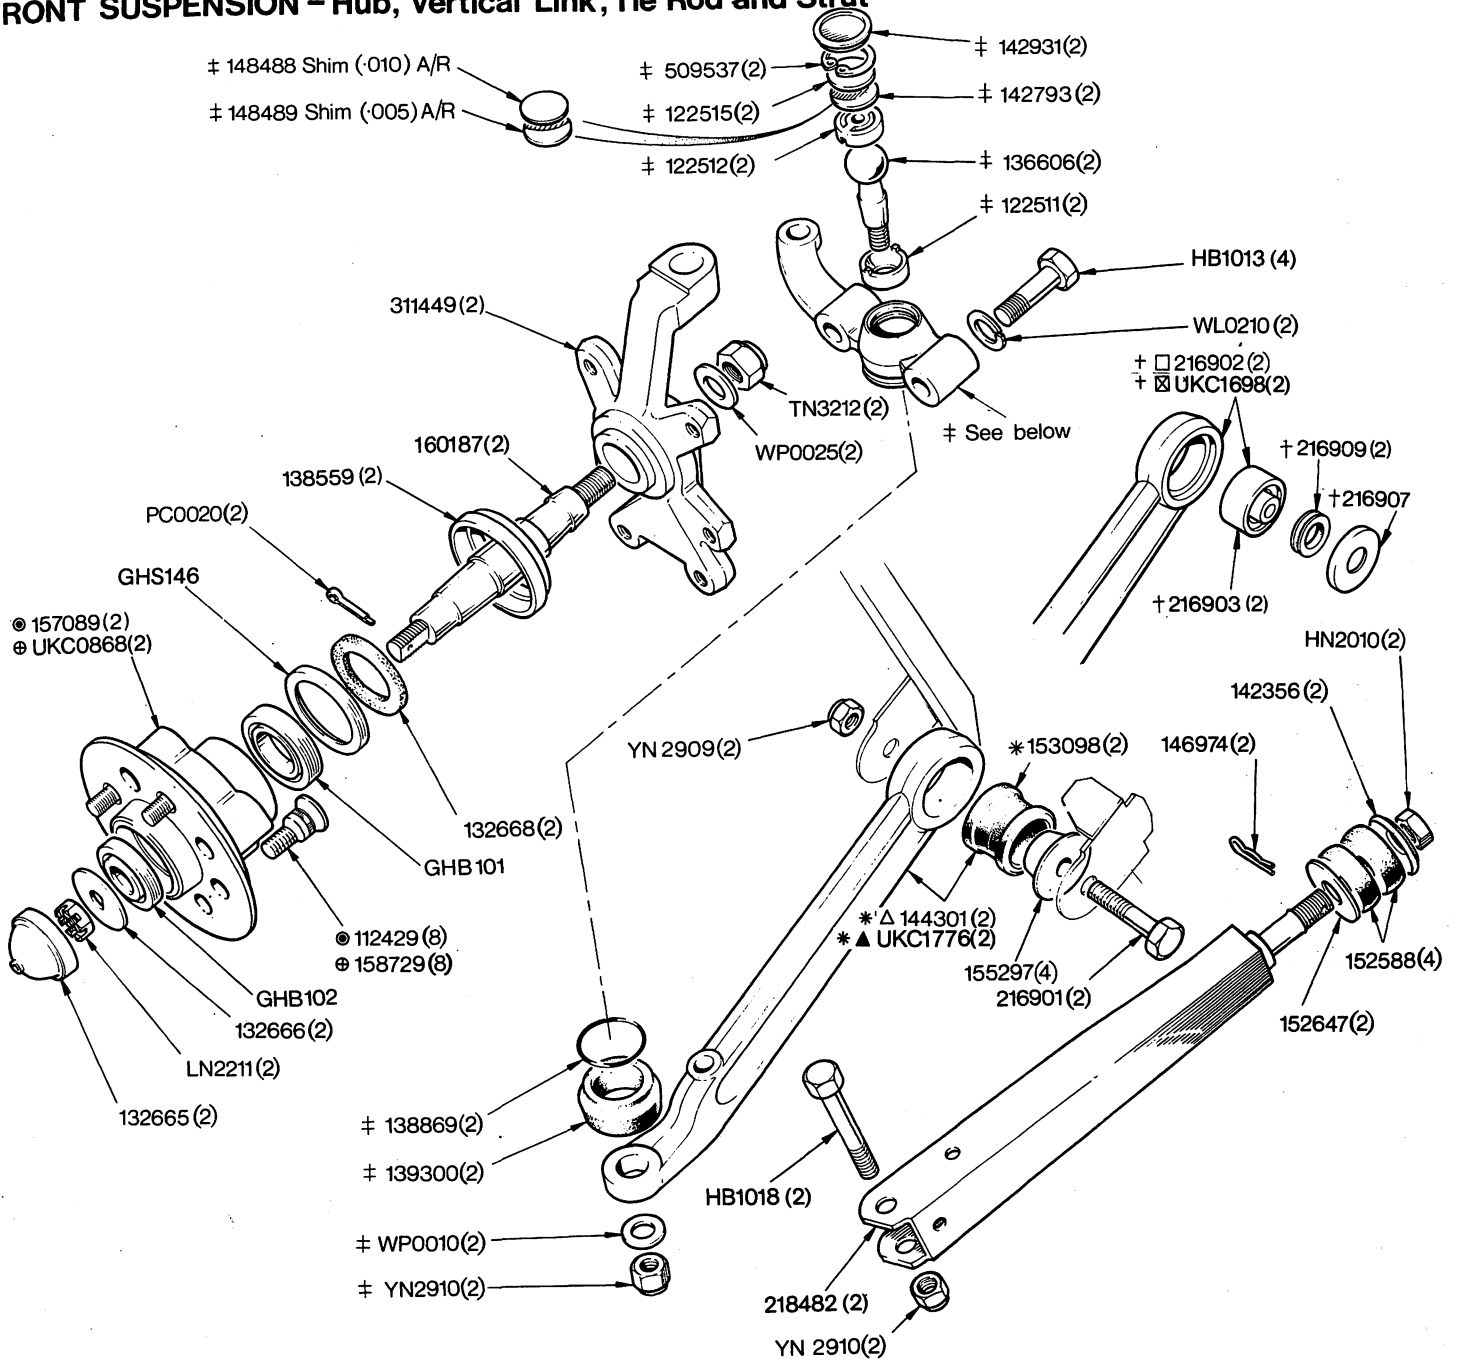 RONT SUSPENSION – Hub, Vertical Link, Tie Rod and Strut
‡ 148488 Shim (·010) A/R
‡ 148489 Shim (·005) A/R
‡ 509537(2)
‡ 122515(2)
‡ 122512(2)
‡ 142931(2)
‡ 142793(2)
‡ 136606(2)
‡ 122511(2)
HB1013 (4)
WL0210 (2)
† □ 216902 (2)
† ☒ UKC1698(2)
311449(2)
TN3212(2)
WP0025(2)
‡ See below
†216909(2)
†216907
†216903 (2)
160187(2)
138559 (2)
PC0020(2)
GHS146
◉ 157089(2)
⊕ UKC0868(2)
HN2010(2)
142356 (2)
146974(2)
YN 2909(2)
✳153098(2)
132668(2)
GHB 101
✳ △ 144301(2)
✳ ▲ UKC1776(2)
155297(4)
216901(2)
152588(4)
152647(2)
◉ 112429 (8)
⊕ 158729 (8)
GHB102
132666(2)
LN2211(2)
132665(2)
‡ 138869(2)
‡ 139300(2)
HB1018 (2)
‡ WP0010(2)
‡ YN2910(2)
218482 (2)
YN 2910(2)